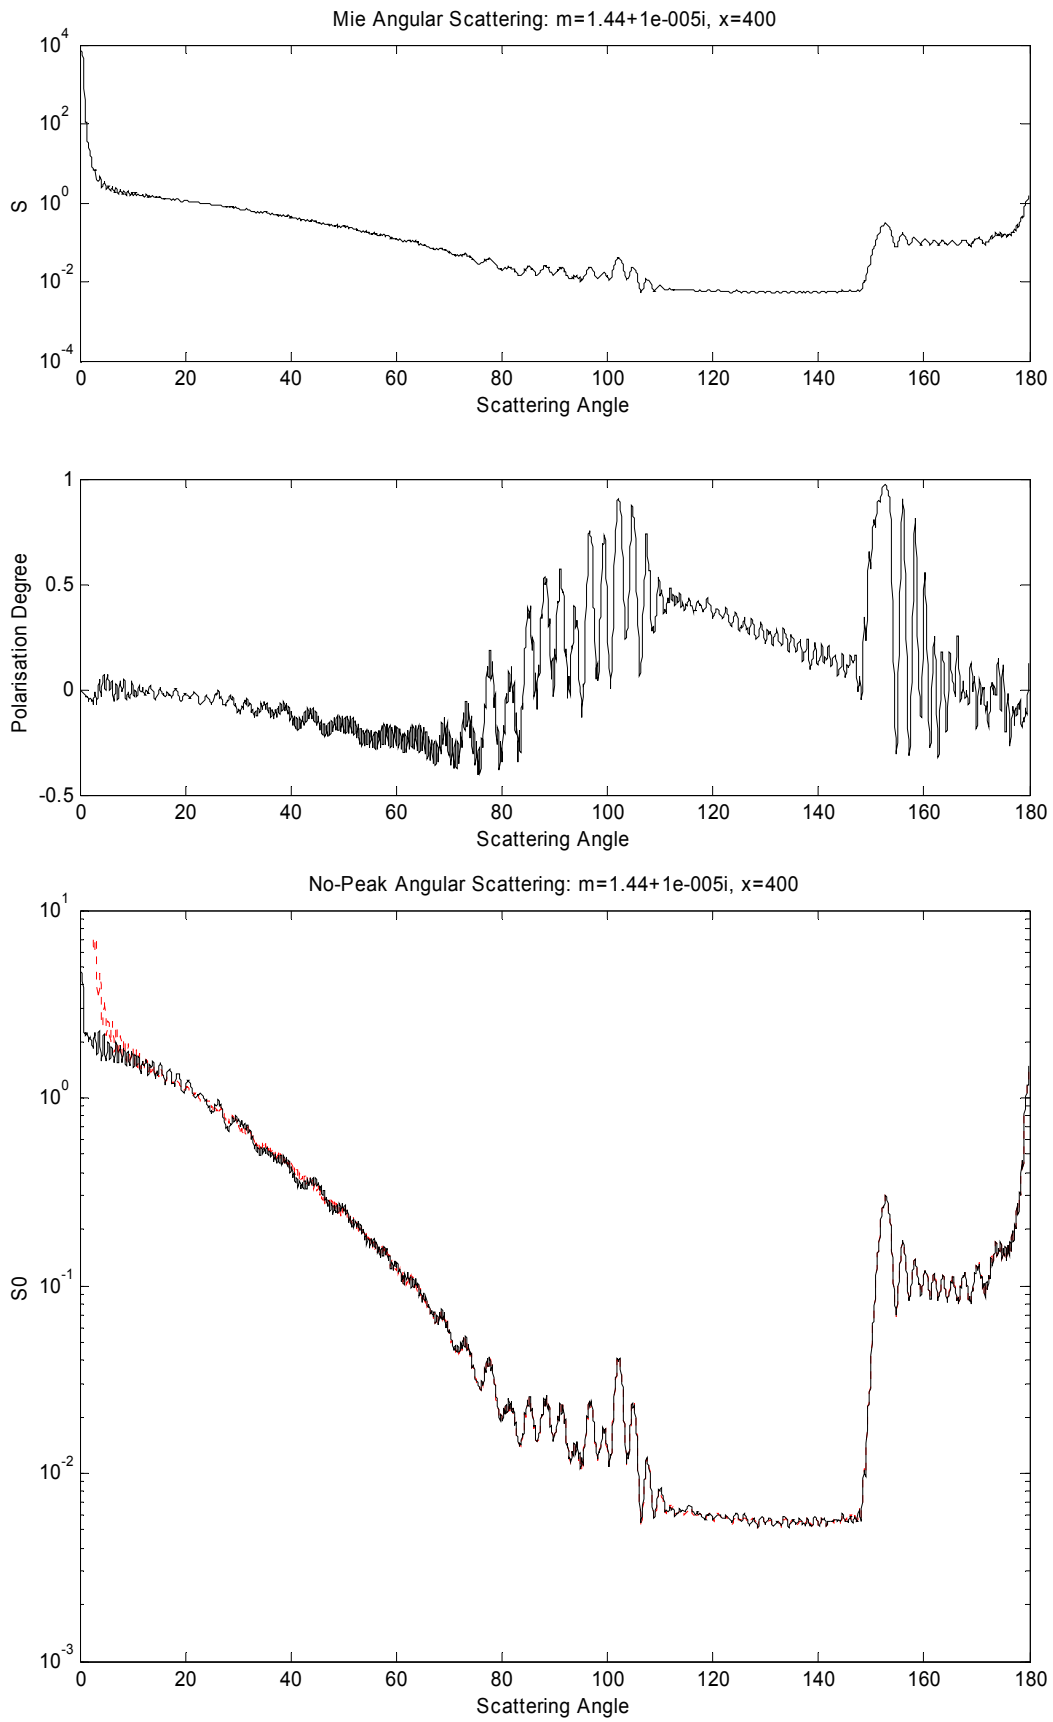 Mie Angular Scattering: m=1.44+1e-005i, x=400
10^4
10^2
10^0
10^-2
10^-4
S
0 20 40 60 80 100 120 140 160 180
Scattering Angle
1
0.5
0
-0.5
Polarisation Degree
0 20 40 60 80 100 120 140 160 180
Scattering Angle
No-Peak Angular Scattering: m=1.44+1e-005i, x=400
10^1
10^0
10^-1
10^-2
10^-3
S0
0 20 40 60 80 100 120 140 160 180
Scattering Angle